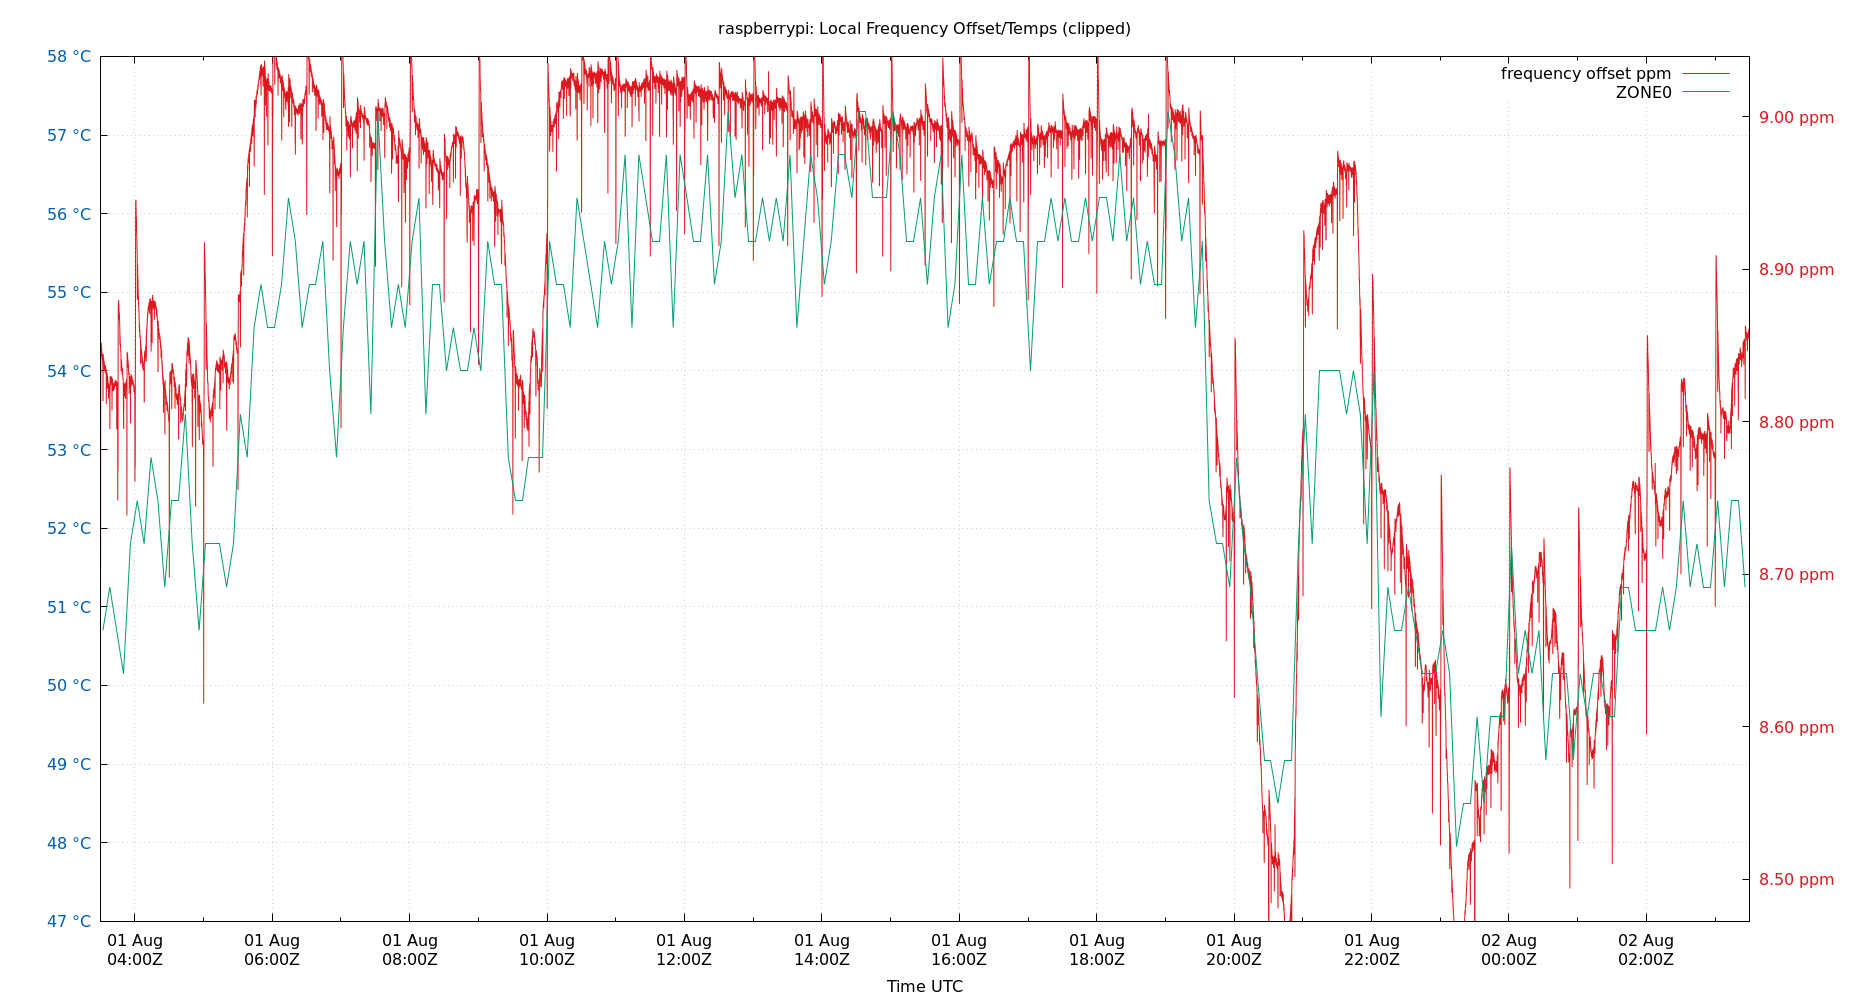 raspberrypi: Local Frequency Offset/Temps (clipped)
frequency offset ppm
ZONE0
58 °C
57 °C
56 °C
55 °C
54 °C
53 °C
52 °C
51 °C
50 °C
49 °C
48 °C
47 °C
9.00 ppm
8.90 ppm
8.80 ppm
8.70 ppm
8.60 ppm
8.50 ppm
01 Aug 01 Aug 01 Aug 01 Aug 01 Aug 01 Aug 01 Aug 01 Aug 01 Aug 01 Aug 02 Aug 02 Aug
04:00Z 06:00Z 08:00Z 10:00Z 12:00Z 14:00Z 16:00Z 18:00Z 20:00Z 22:00Z 00:00Z 02:00Z
Time UTC